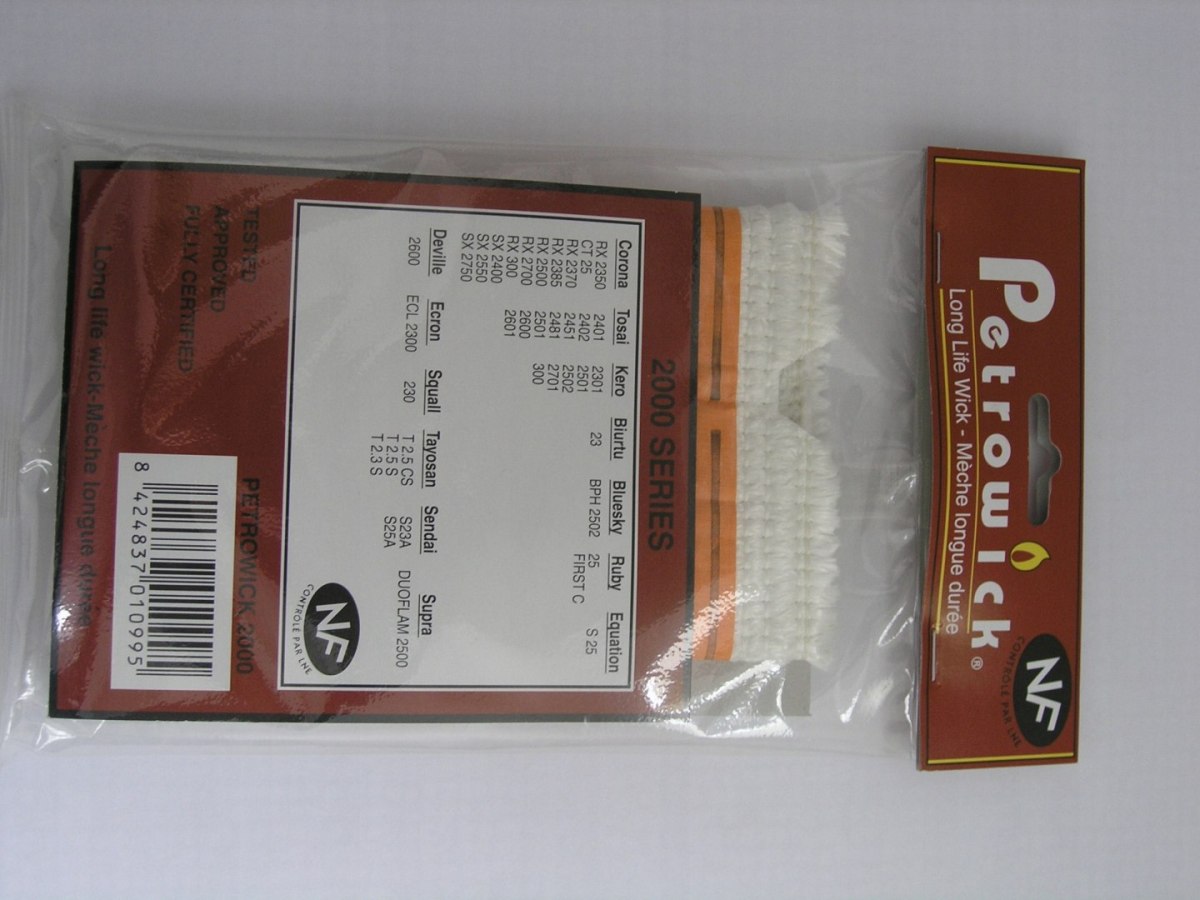 Petrowick®
Long Life Wick - Mèche longue durée
NF
CONTRÔLÉ PAR LNE
2000 SERIES
Corona Tosai Kero Biurtu Bluesky Ruby Equation
RX 2350 2401 2301 23 BPH 2502 25 S 25
CT 25 2402 2501 FIRST C
RX 2370 2451 2502
RX 2385 2481 2701
RX 2500 2501 300
RX 2700 2600
RX 300 2601
SX 2400
SX 2550
SX 2750
Deville Ecron Squall Tayosan Sendai Supra
2600 ECL 2300 230 T 2.5 CS S23A DUOFLAM 2500
T 2.5 S S25A
T 2.3 S
NF
CONTRÔLÉ PAR LNE
TESTED
APPROVED
FULLY CERTIFIED
PETROWICK 2000
8 424837 010995
Long life wick-Mèche longue durée